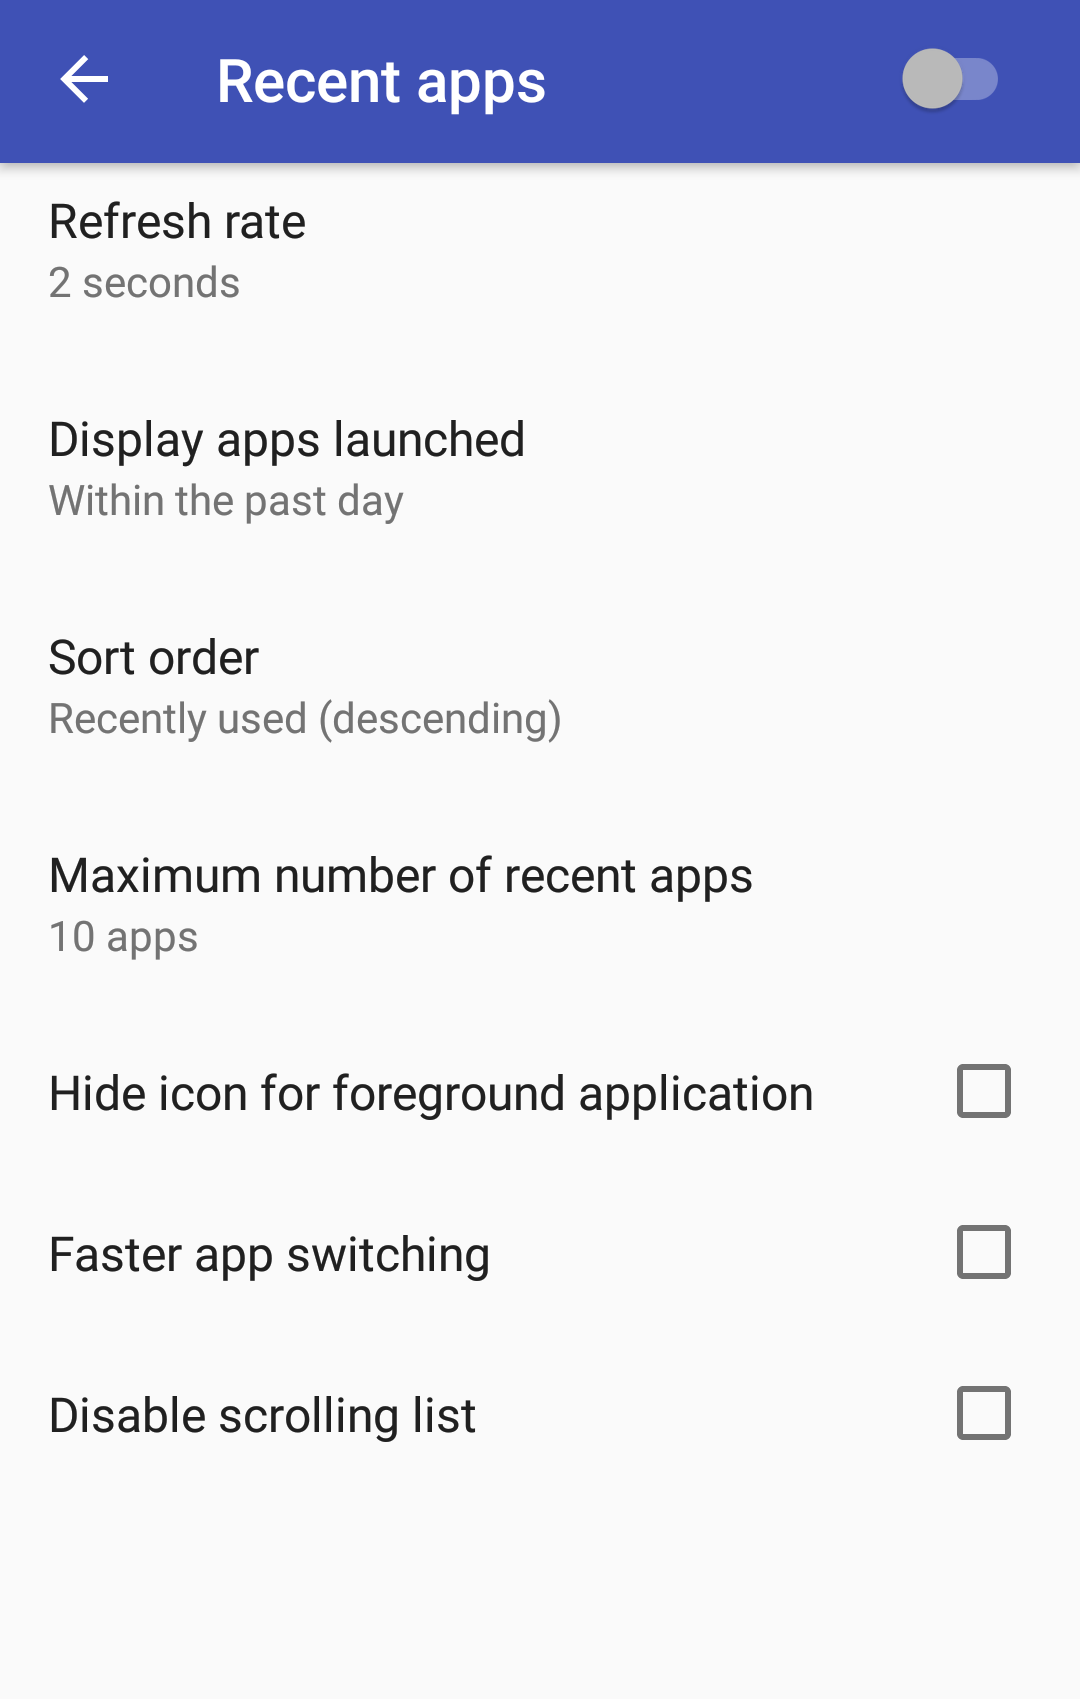 Recent apps
Refresh rate
2 seconds
Display apps launched
Within the past day
Sort order
Recently used (descending)
Maximum number of recent apps
10 apps
Hide icon for foreground application
Faster app switching
Disable scrolling list